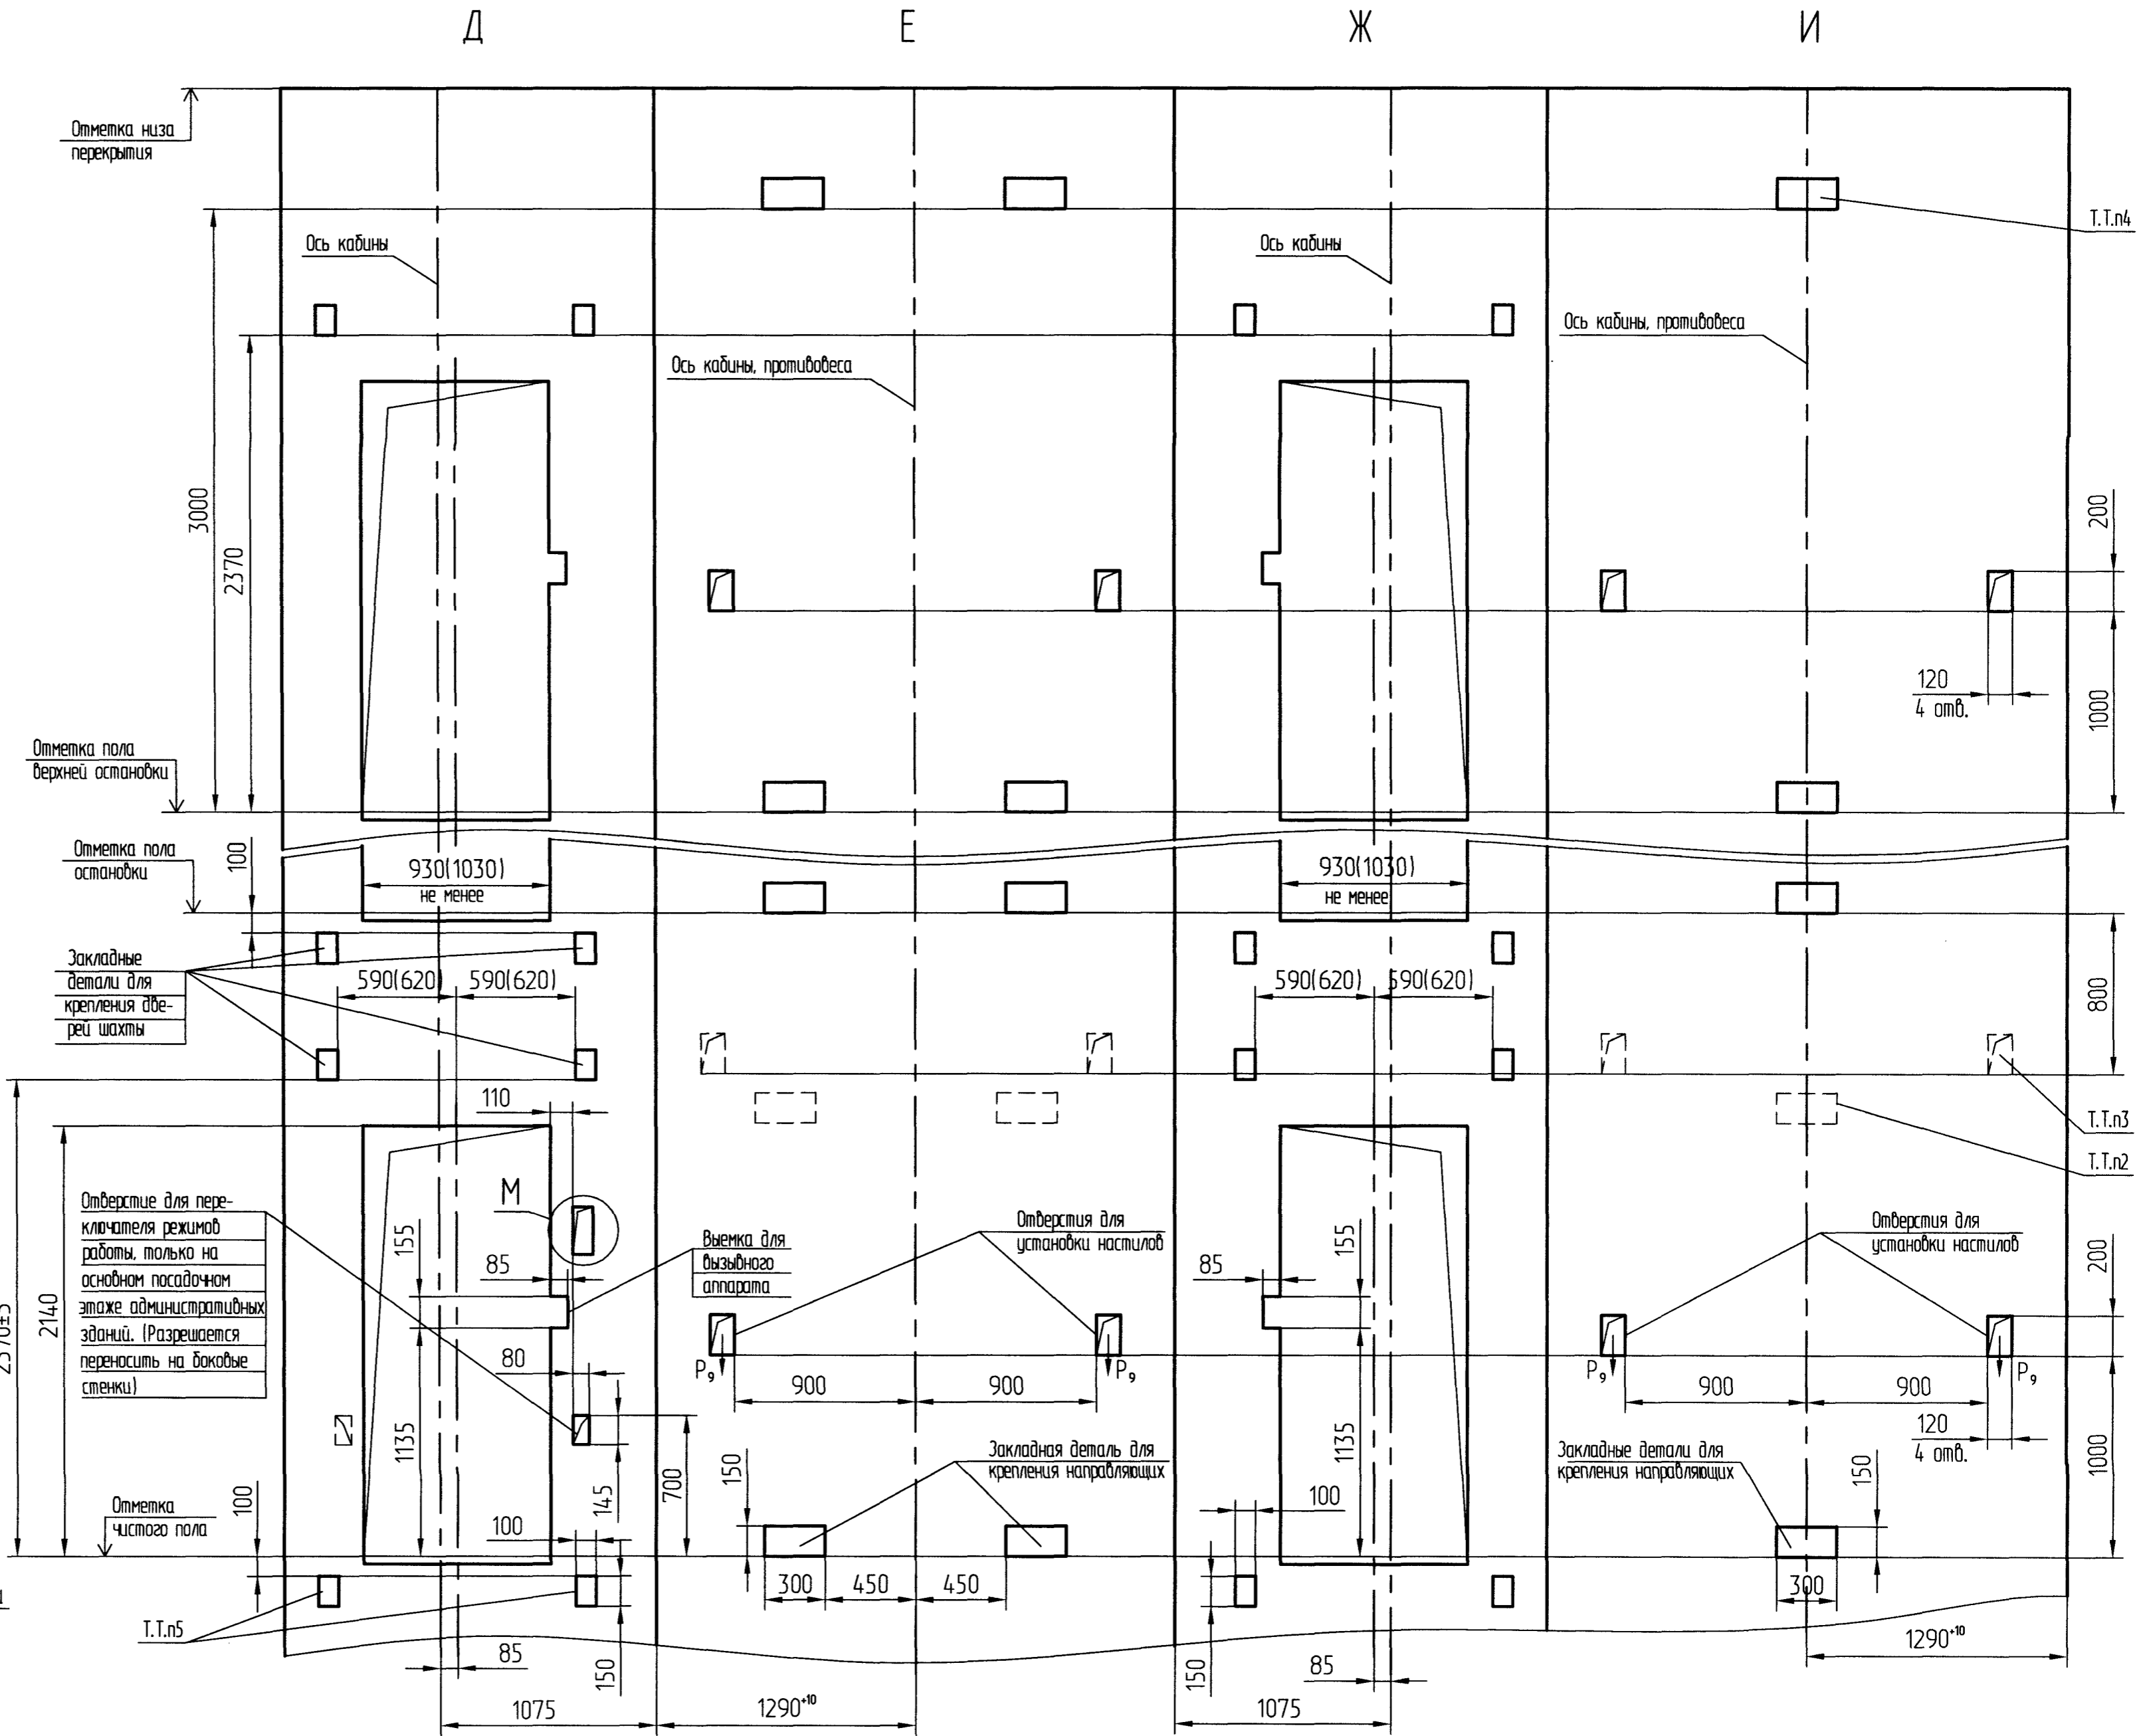 Д
Е
Ж
И
Отметка низа
перекрытия
Т.Т.п4
Ось кабины
Ось кабины
Ось кабины, противовеса
Ось кабины, противовеса
3000
2370
200
120
4 отв.
1000
Отметка пола
верхней остановки
Отметка пола
остановки
100
930(1030)
не менее
930(1030)
не менее
Закладные
детали для
крепления две-
рей шахты
590(620)
590(620)
590(620)
590(620)
800
110
Т.Т.п3
Т.Т.п2
2370±5
2140
Отверстие для пере-
ключателя режимов
работы, только на
основном посадочном
этаже административных
зданий. (Разрешается
переносить на боковые
стенки)
М
155
85
Выемка для
вызывного
аппарата
Отверстия для
установки настилов
155
85
Отверстия для
установки настилов
200
80
P9
P9
P9
P9
900
900
900
900
120
4 отв.
1135
1135
1000
145
700
150
Закладная деталь для
крепления направляющих
Закладные детали для
крепления направляющих
150
Отметка
чистого пола
100
100
100
300
450
450
300
Т.Т.п5
150
150
85
85
1075
1290+10
1075
1290+10